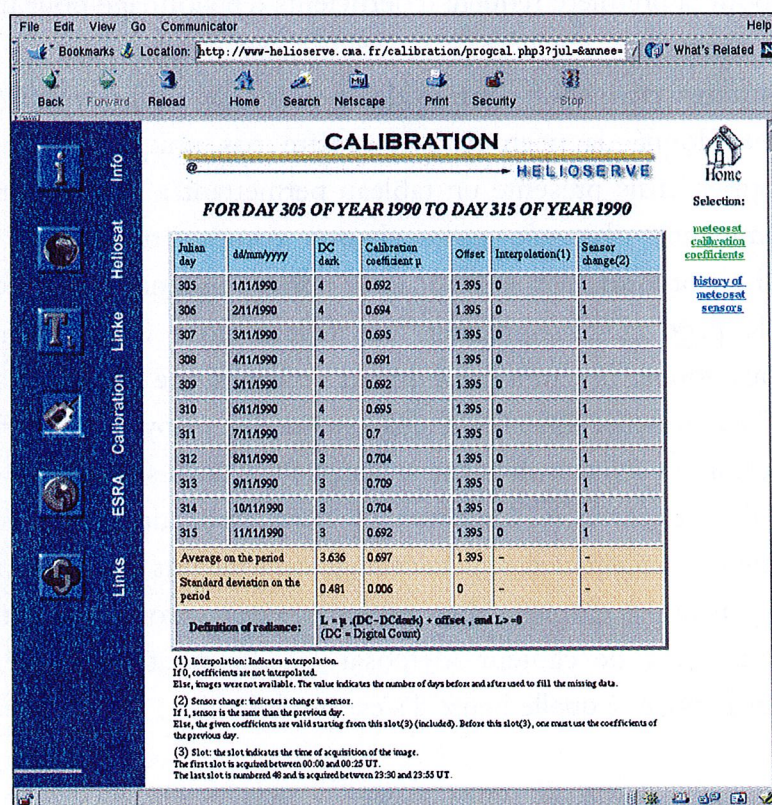 File Edit View Go Communicator Help
Bookmarks Location: http://www-helioserve.cma.fr/calibration/progcal.php3?jul=&annee= What's Related N
Back Forward Reload Home Search Netscape Print Security Stop
My
CALIBRATION
@ HELIOSERVE
FOR DAY 305 OF YEAR 1990 TO DAY 315 OF YEAR 1990
Julian day dd/mm/yyyy DC dark Calibration coefficient µ Offset Interpolation(1) Sensor change(2)
305 1/11/1990 4 0.692 1.395 0 1
306 2/11/1990 4 0.694 1.395 0 1
307 3/11/1990 4 0.695 1.395 0 1
308 4/11/1990 4 0.691 1.395 0 1
309 5/11/1990 4 0.692 1.395 0 1
310 6/11/1990 4 0.695 1.395 0 1
311 7/11/1990 4 0.7 1.395 0 1
312 8/11/1990 3 0.704 1.395 0 1
313 9/11/1990 3 0.709 1.395 0 1
314 10/11/1990 3 0.704 1.395 0 1
315 11/11/1990 3 0.692 1.395 0 1
Average on the period 3.636 0.697 1.395 - -
Standard deviation on the period 0.481 0.006 0 - -
Definition of radiance: L = µ .(DC-DCdark) + offset , and L>=0
(DC = Digital Count)
(1) Interpolation: Indicates interpolation.
If 0, coefficients are not interpolated.
Else, images were not available. The value indicates the number of days before and after used to fill the missing data.
(2) Sensor change: indicates a change in sensor.
If 1, sensor is the same than the previous day.
Else, the given coefficients are valid starting from this slot(3) (included). Before this slot(3), one must use the coefficients of
the previous day.
(3) Slot: the slot indicates the time of acquisition of the image.
The first slot is acquired between 00:00 and 00:25 UT.
The last slot is numbered 48 and is acquired between 23:30 and 23:55 UT.
i Info
Heliosat
TL Linke
Calibration
ESRA
Links
Home
Selection:
meteosat
calibration
coefficients
history of
meteosat
sensors